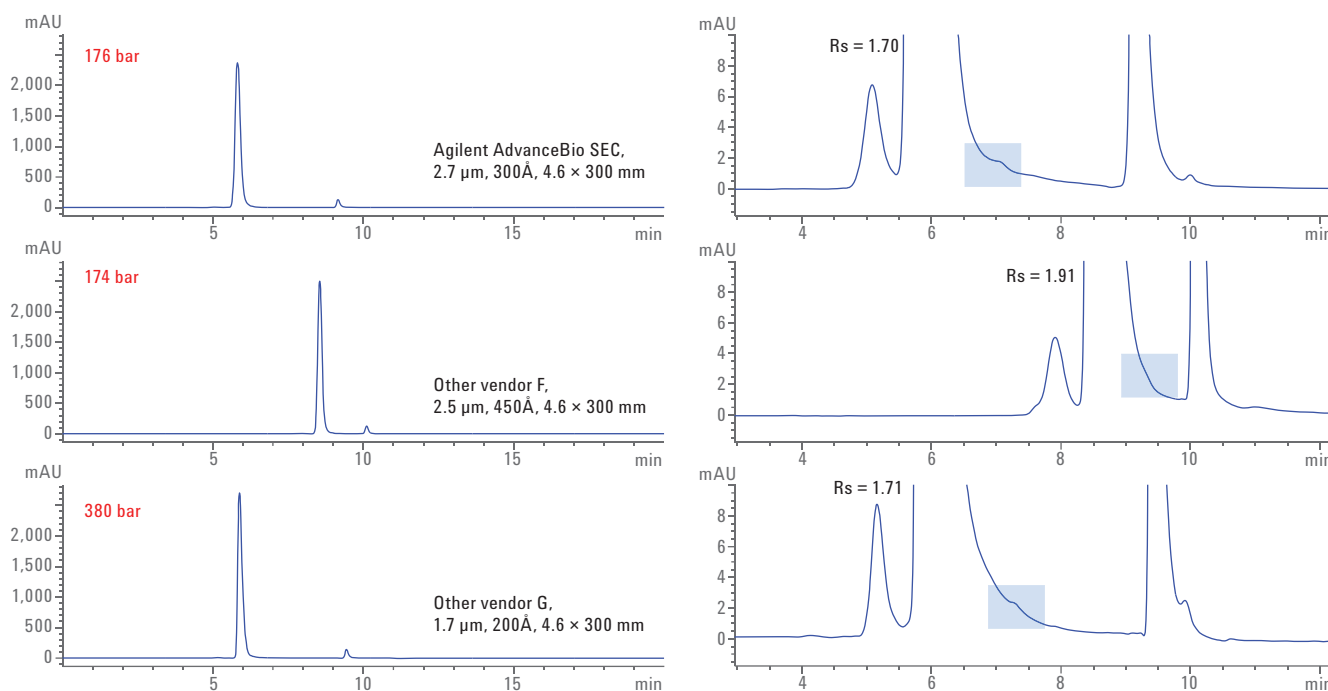 mAU
176 bar
2,000
1,500
1,000
500
0
Agilent AdvanceBio SEC,
2.7 µm, 300Å, 4.6 × 300 mm
5
10
15
min
mAU
Rs = 1.70
8
6
4
2
0
4
6
8
10
min
mAU
174 bar
2,000
1,500
1,000
500
0
Other vendor F,
2.5 µm, 450Å, 4.6 × 300 mm
5
10
15
min
mAU
Rs = 1.91
8
6
4
2
0
4
6
8
10
min
mAU
380 bar
2,000
1,500
1,000
500
0
Other vendor G,
1.7 µm, 200Å, 4.6 × 300 mm
5
10
15
min
mAU
Rs = 1.71
8
6
4
2
0
4
6
8
10
min